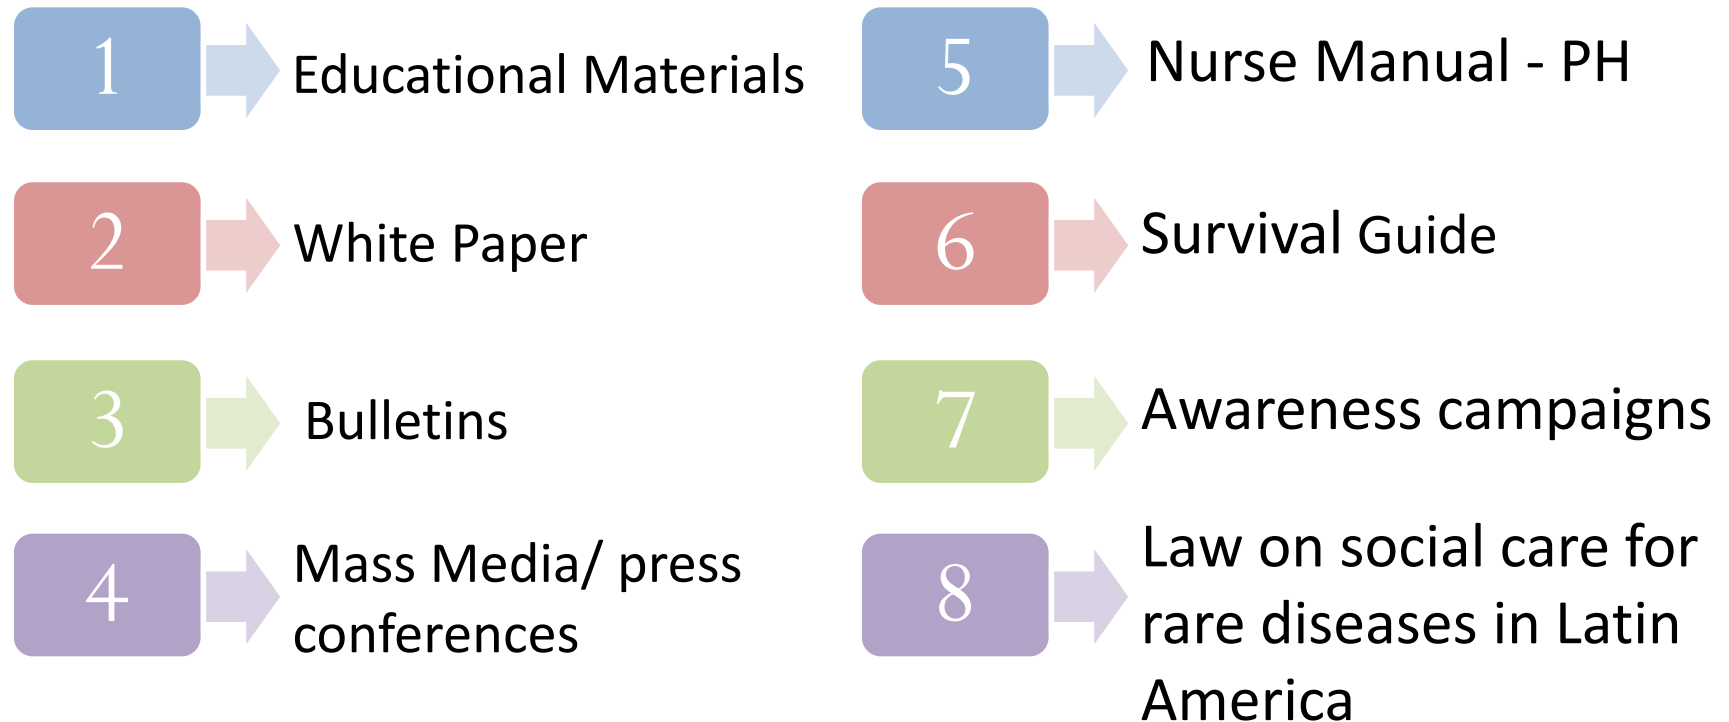 1
Educational Materials
2
White Paper
3
Bulletins
4
Mass Media/ press
conferences
5
Nurse Manual - PH
6
Survival Guide
7
Awareness campaigns
8
Law on social care for
rare diseases in Latin
America